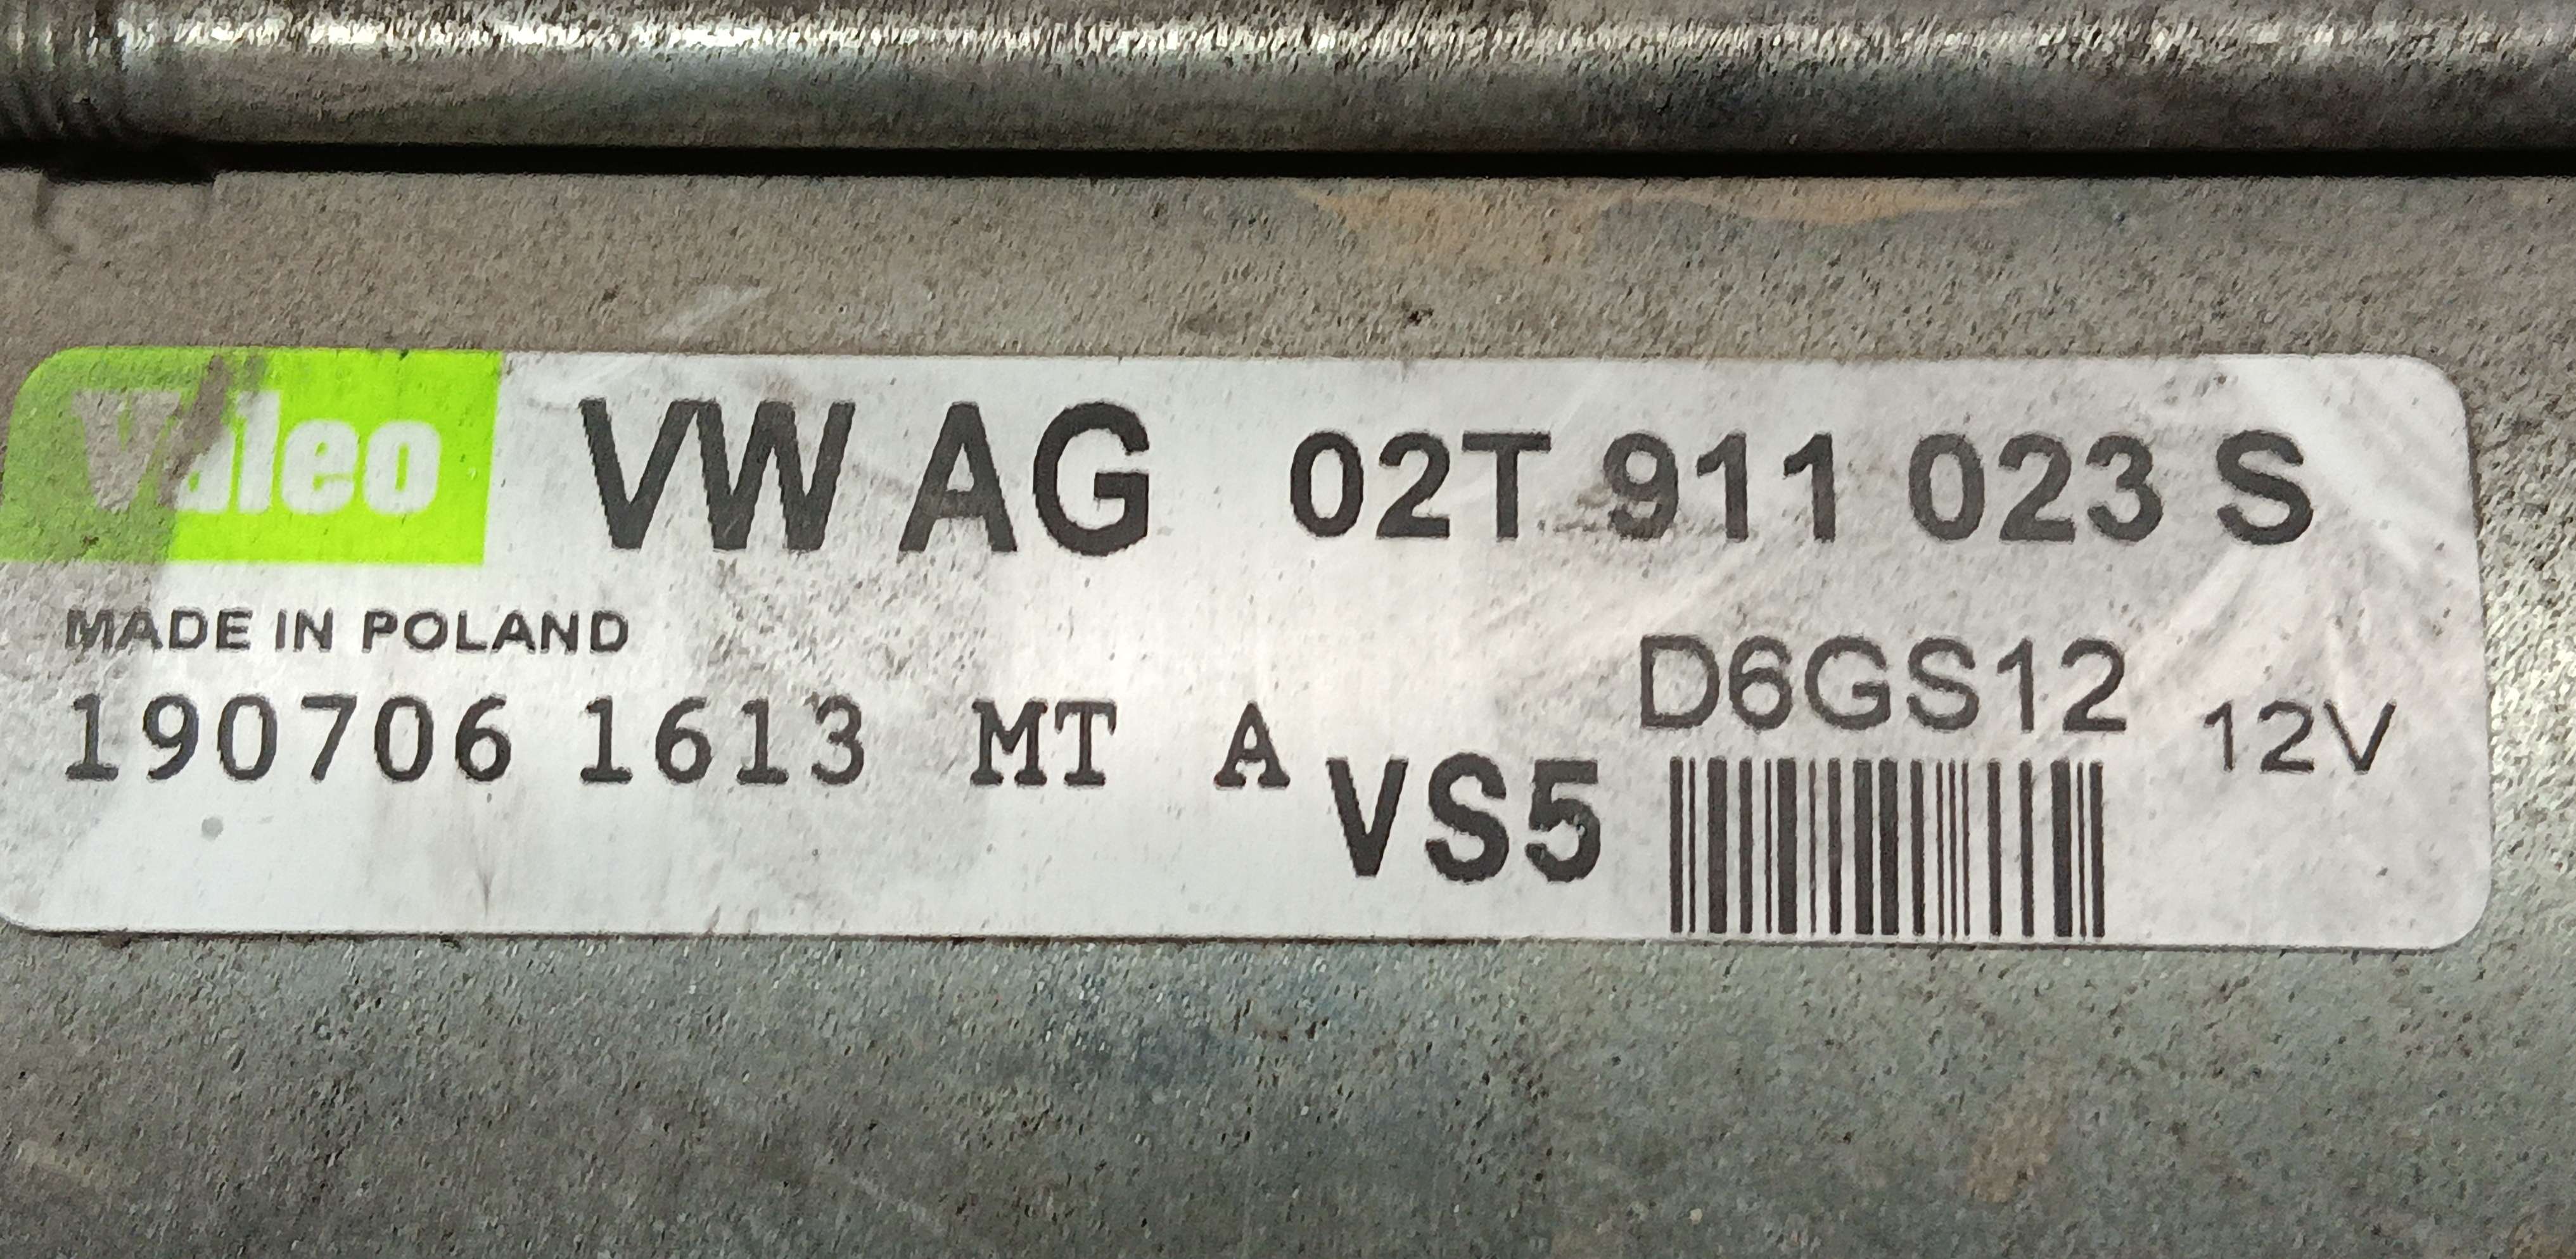 Valeo VW AG 02T 911 023 S
MADE IN POLAND
D6GS12
190706 1613 MT A
12V
VS5